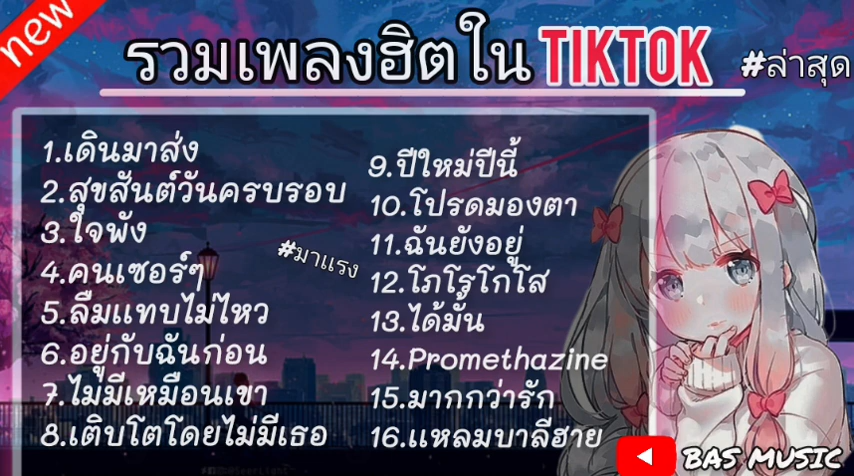 new
รวมเพลงฮิตใน TIKTOK #ล่าสุด
1.เดินมาส่ง
2.สุขสันต์วันครบรอบ
3.ใจพัง
4.คนเซอร์ๆ
5.ลืมแทบไม่ไหว
6.อยู่กับฉันก่อน
7.ไม่มีเหมือนเขา
8.เติบโตโดยไม่มีเธอ
#มาแรง
9.ปีใหม่ปีนี้
10.โปรดมองตา
11.ฉันยังอยู่
12.โภโรโกโส
13.ได้มั้น
14.Promethazine
15.มากกว่ารัก
16.แหลมบาลีฮาย
BAS MUSIC